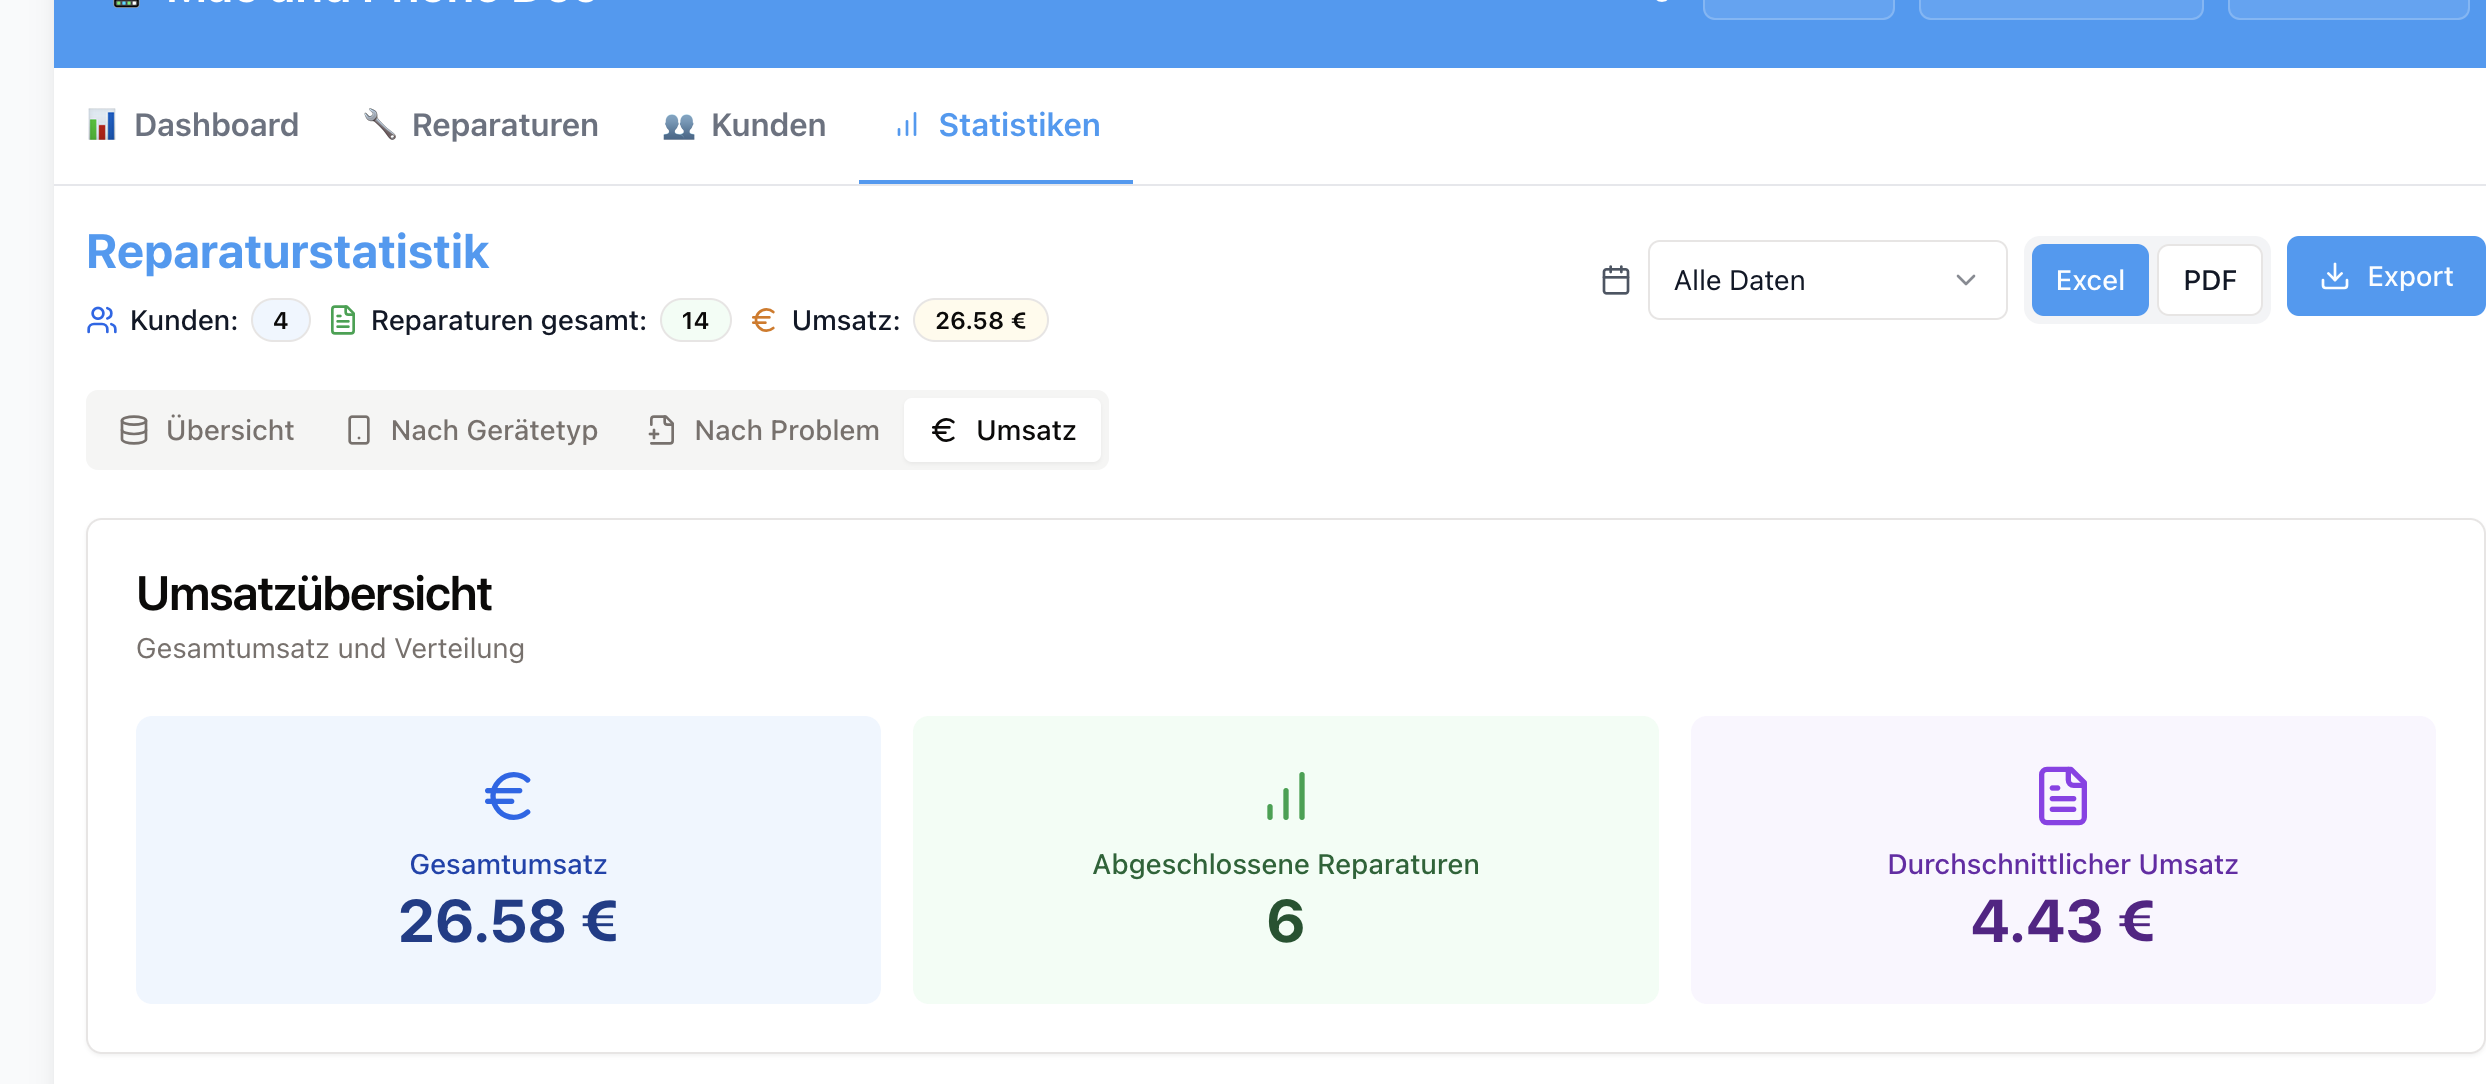 Dashboard
Reparaturen
Kunden
Statistiken
Reparaturstatistik
Kunden: 4 Reparaturen gesamt: 14 Umsatz: 26.58 €
Alle Daten
Excel
PDF
Export
Übersicht
Nach Gerätetyp
Nach Problem
Umsatz
Umsatzübersicht
Gesamtumsatz und Verteilung
Gesamtumsatz
26.58 €
Abgeschlossene Reparaturen
6
Durchschnittlicher Umsatz
4.43 €